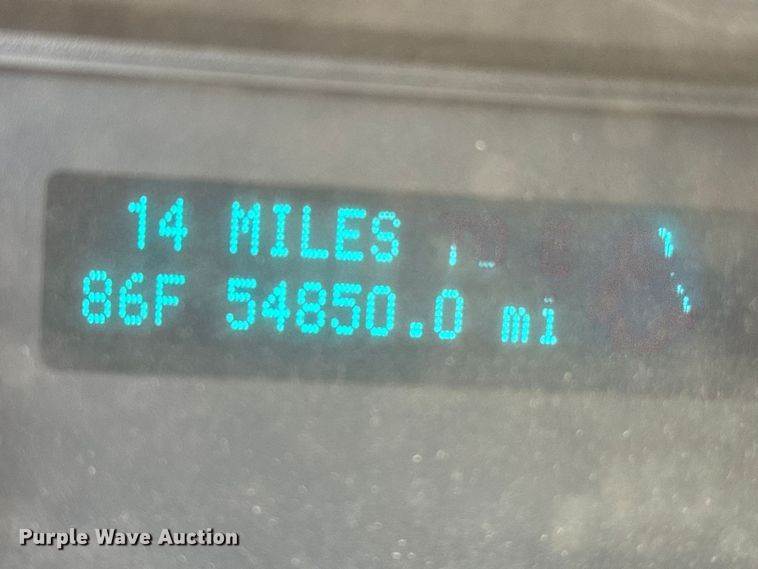 14 MILES
86F 54850.0 mi
Purple Wave Auction